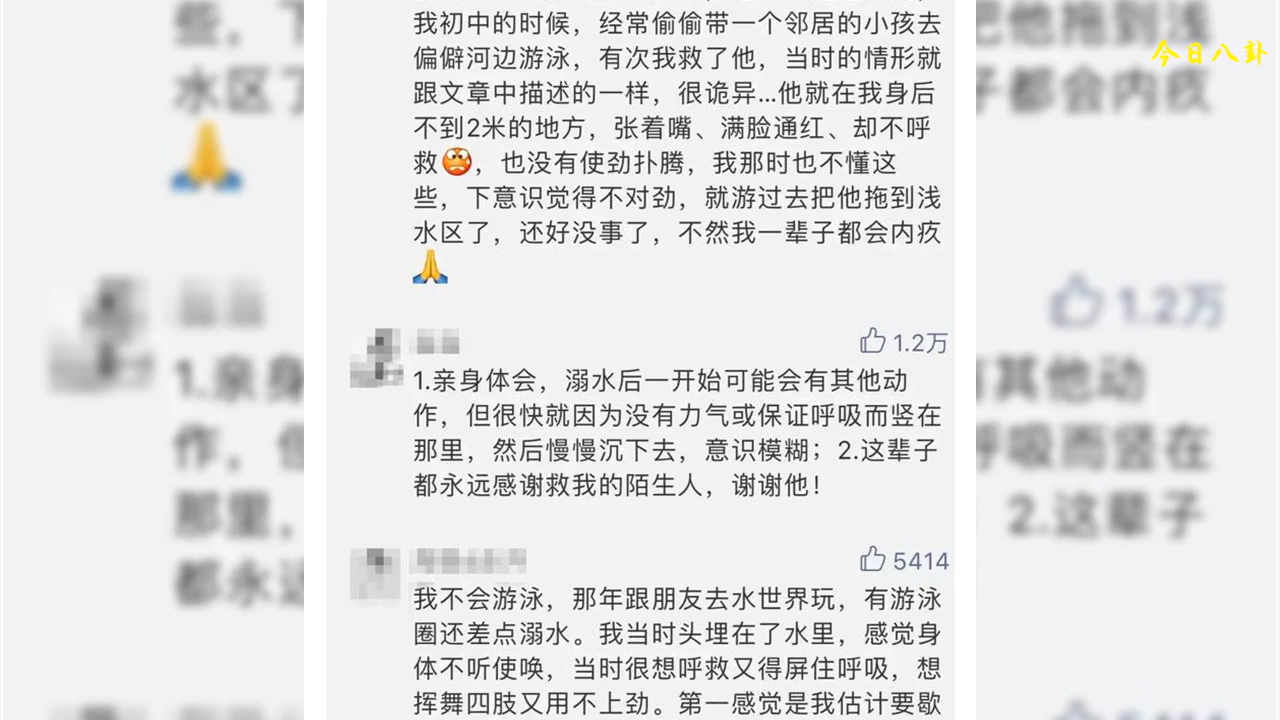 今日八卦
我初中的时候，经常偷偷带一个邻居的小孩去
偏僻河边游泳，有次我救了他，当时的情形就
跟文章中描述的一样，很诡异...他就在我身后
不到2米的地方，张着嘴、满脸通红、却不呼
救，也没有使劲扑腾，我那时也不懂这
些，下意识觉得不对劲，就游过去把他拖到浅
水区了，还好没事了，不然我一辈子都会内疚
1.2万
1.亲身体会，溺水后一开始可能会有其他动
作，但很快就因为没有力气或保证呼吸而竖在
那里，然后慢慢沉下去，意识模糊；2.这辈子
都永远感谢救我的陌生人，谢谢他！
5414
我不会游泳，那年跟朋友去水世界玩，有游泳
圈还差点溺水。我当时头埋在了水里，感觉身
体不听使唤，当时很想呼救又得屏住呼吸，想
挥舞四肢又用不上劲。第一感觉是我估计要歇